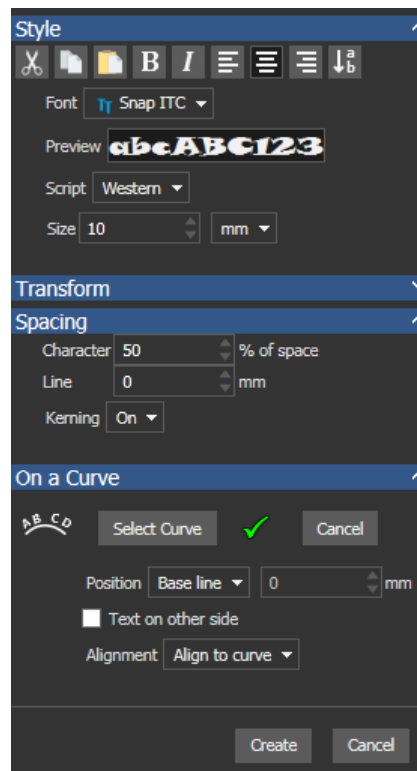 Style
B I
Font Snap ITC
Preview abcABC123
Script Western
Size 10 mm
Transform
Spacing
Character 50 % of space
Line 0 mm
Kerning On
On a Curve
AB CD Select Curve Cancel
Position Base line 0 mm
Text on other side
Alignment Align to curve
Create Cancel